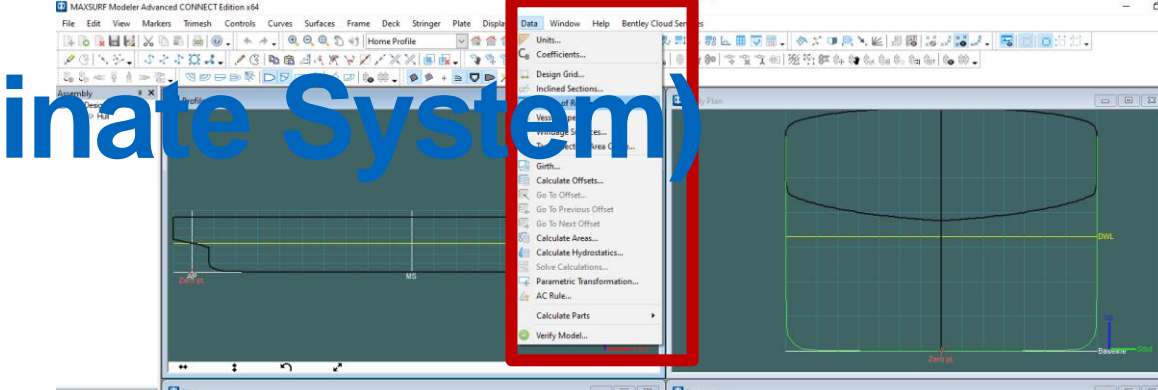 MAXSURF Modeler Advanced CONNECT Edition x64
File Edit View Markers Trimesh Controls Curves Surfaces Frame Deck Stringer Plate Display Data Window Help Bentley Cloud Services
Home Profile
Assembly
Hull
inate System)
Units...
Coefficients...
Design Grid...
Inclined Sections...
Girth...
Calculate Offsets...
Go To Offset...
Go To Previous Offset
Go To Next Offset
Calculate Areas...
Calculate Hydrostatics...
Solve Calculations...
Parametric Transformation...
AC Rule...
Calculate Parts
Verify Model...
Plan
MS
Zero pt
DWL
Baseline
Stbd
Zero pt